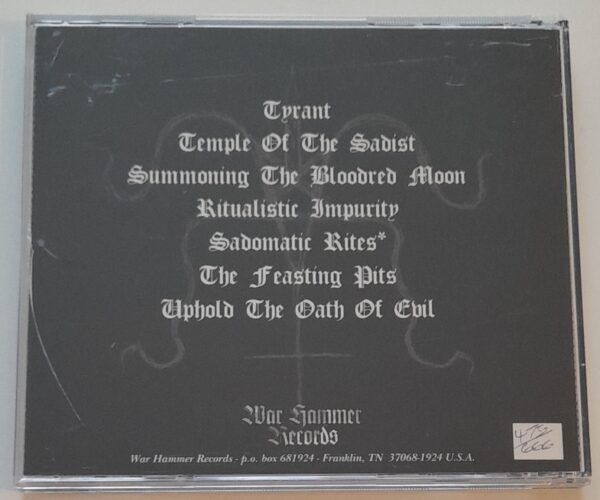 Tyrant
Temple Of The Sadist
Summoning The Bloodred Moon
Ritualistic Impurity
Sadomatic Rites*
The Feasting Pits
Uphold The Oath Of Evil
War Hammer
Records
War Hammer Records - p.o. box 681924 - Franklin, TN 37068-1924 U.S.A.
666